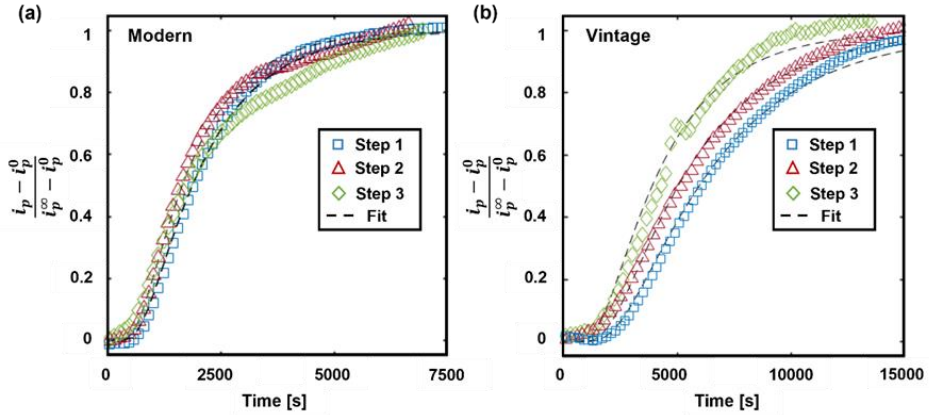 (a)
Modern
1
0.8
0.6
0.4
0.2
0
i_p − i_p^0
i_p^∞ − i_p^0
Step 1
Step 2
Step 3
Fit
0 2500 5000 7500
Time [s]
(b)
Vintage
1
0.8
0.6
0.4
0.2
0
i_p − i_p^0
i_p^∞ − i_p^0
Step 1
Step 2
Step 3
Fit
0 5000 10000 15000
Time [s]